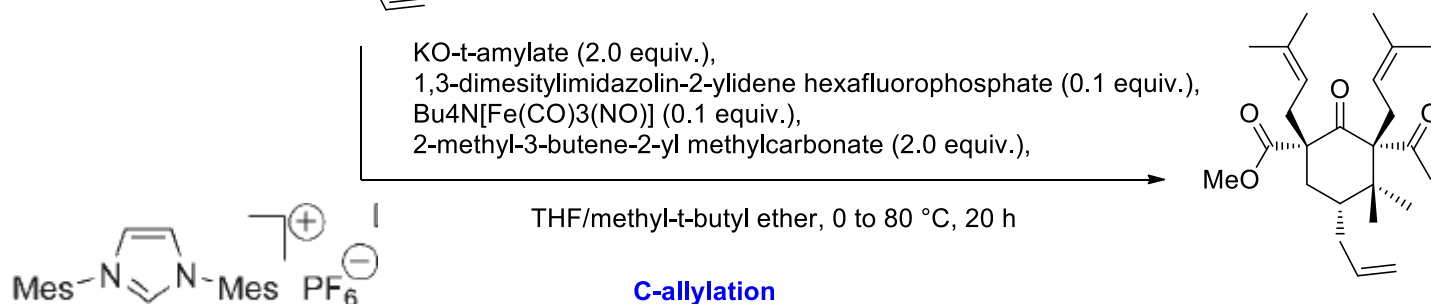 KO-t-amylate (2.0 equiv.),
1,3-dimesitylimidazolin-2-ylidene hexafluorophosphate (0.1 equiv.),
Bu4N[Fe(CO)3(NO)] (0.1 equiv.),
2-methyl-3-butene-2-yl methylcarbonate (2.0 equiv.),
THF/methyl-t-butyl ether, 0 to 80 °C, 20 h
C-allylation
Mes N N Mes PF6
O O O
MeO